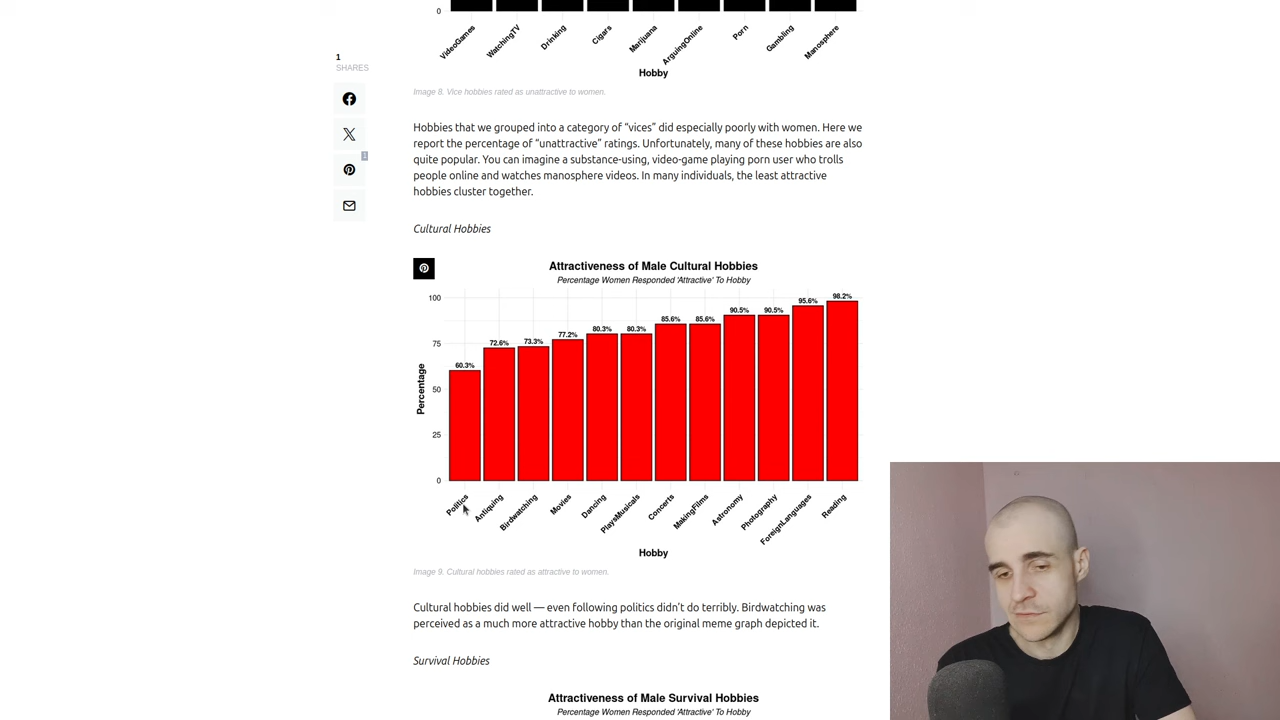 0
VideoGames
WatchingTV
Drinking
Cigars
Marijuana
ArguingOnline
Porn
Gambling
Manosphere
Hobby
1
SHARES
Image 8. Vice hobbies rated as unattractive to women.
Hobbies that we grouped into a category of “vices” did especially poorly with women. Here we
report the percentage of “unattractive” ratings. Unfortunately, many of these hobbies are also
quite popular. You can imagine a substance-using, video-game playing porn user who trolls
people online and watches manosphere videos. In many individuals, the least attractive
hobbies cluster together.
1
Cultural Hobbies
Attractiveness of Male Cultural Hobbies
Percentage Women Responded 'Attractive' To Hobby
Percentage
100
75
50
25
0
60.3%
72.6%
73.3%
77.2%
80.3%
80.3%
85.6%
85.6%
90.5%
90.5%
95.6%
98.2%
Politics
Antiquing
Birdwatching
Movies
Dancing
PlaysMusicals
Concerts
MakingFilms
Astronomy
Photography
ForeignLanguages
Reading
Hobby
Image 9. Cultural hobbies rated as attractive to women.
Cultural hobbies did well — even following politics didn’t do terribly. Birdwatching was
perceived as a much more attractive hobby than the original meme graph depicted it.
Survival Hobbies
Attractiveness of Male Survival Hobbies
Percentage Women Responded 'Attractive' To Hobby